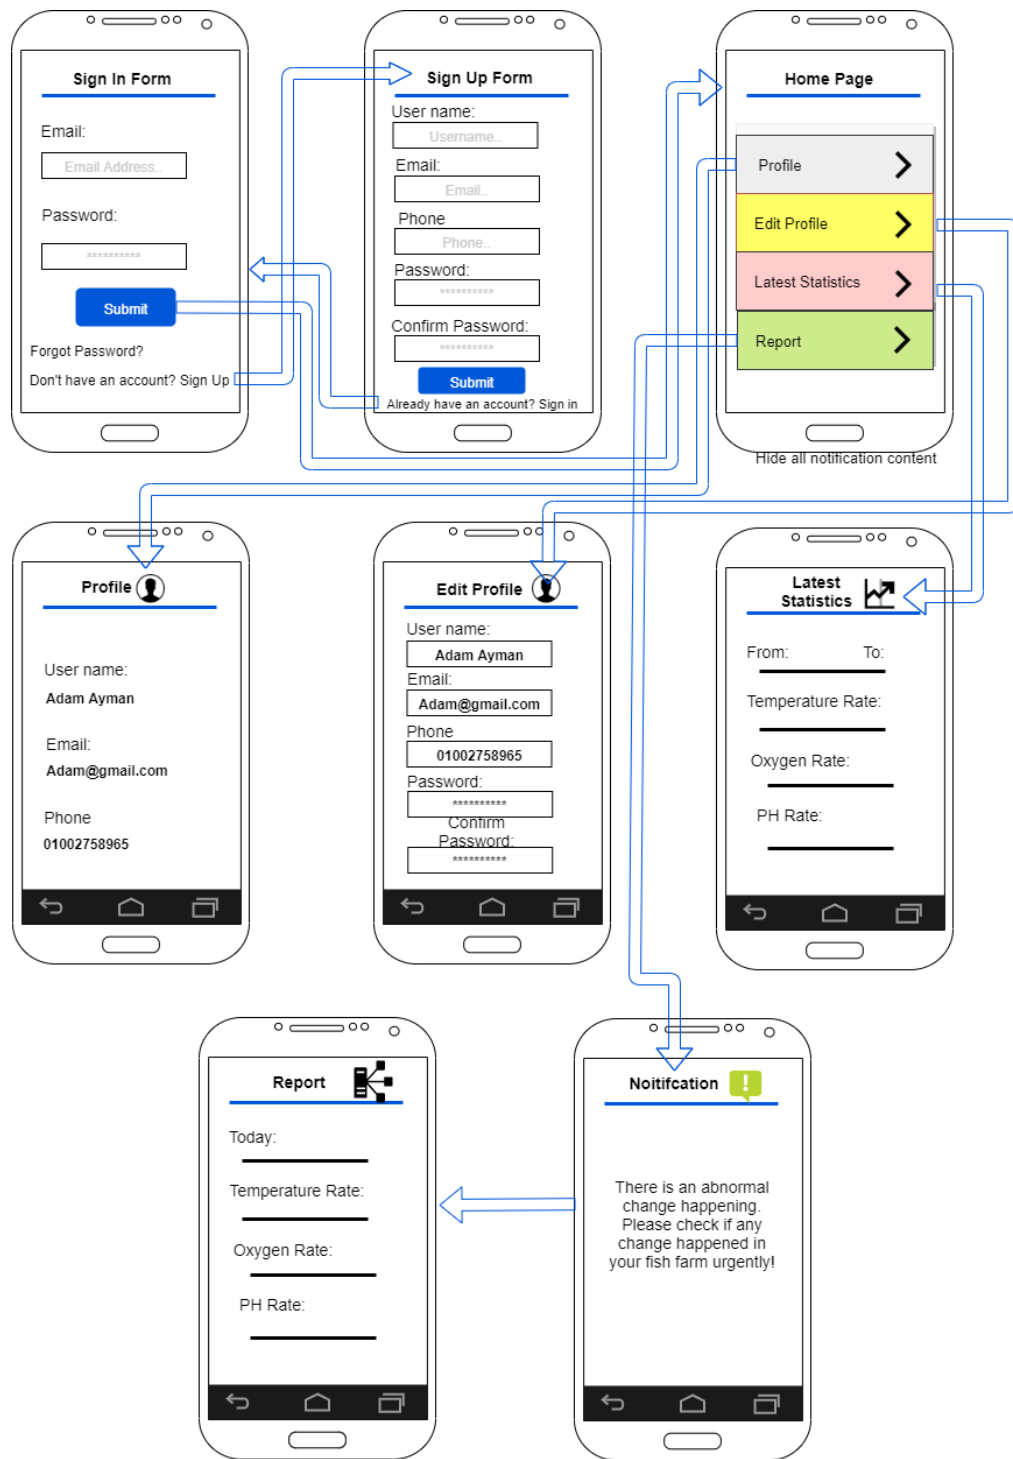 Sign In Form
Email:
Email Address..
Password:
**********
Submit
Forgot Password?
Don't have an account? Sign Up
Sign Up Form
User name:
Username..
Email:
Email..
Phone
Phone..
Password:
**********
Confirm Password:
**********
Submit
Already have an account? Sign in
Home Page
Profile
Edit Profile
Latest Statistics
Report
Hide all notification content
Profile
User name:
Adam Ayman
Email:
Adam@gmail.com
Phone
01002758965
Edit Profile
User name:
Adam Ayman
Email:
Adam@gmail.com
Phone
01002758965
Password:
**********
Confirm
Password:
**********
Latest
Statistics
From: To:
Temperature Rate:
Oxygen Rate:
PH Rate:
Report
Today:
Temperature Rate:
Oxygen Rate:
PH Rate:
Noitifcation
There is an abnormal
change happening.
Please check if any
change happened in
your fish farm urgently!